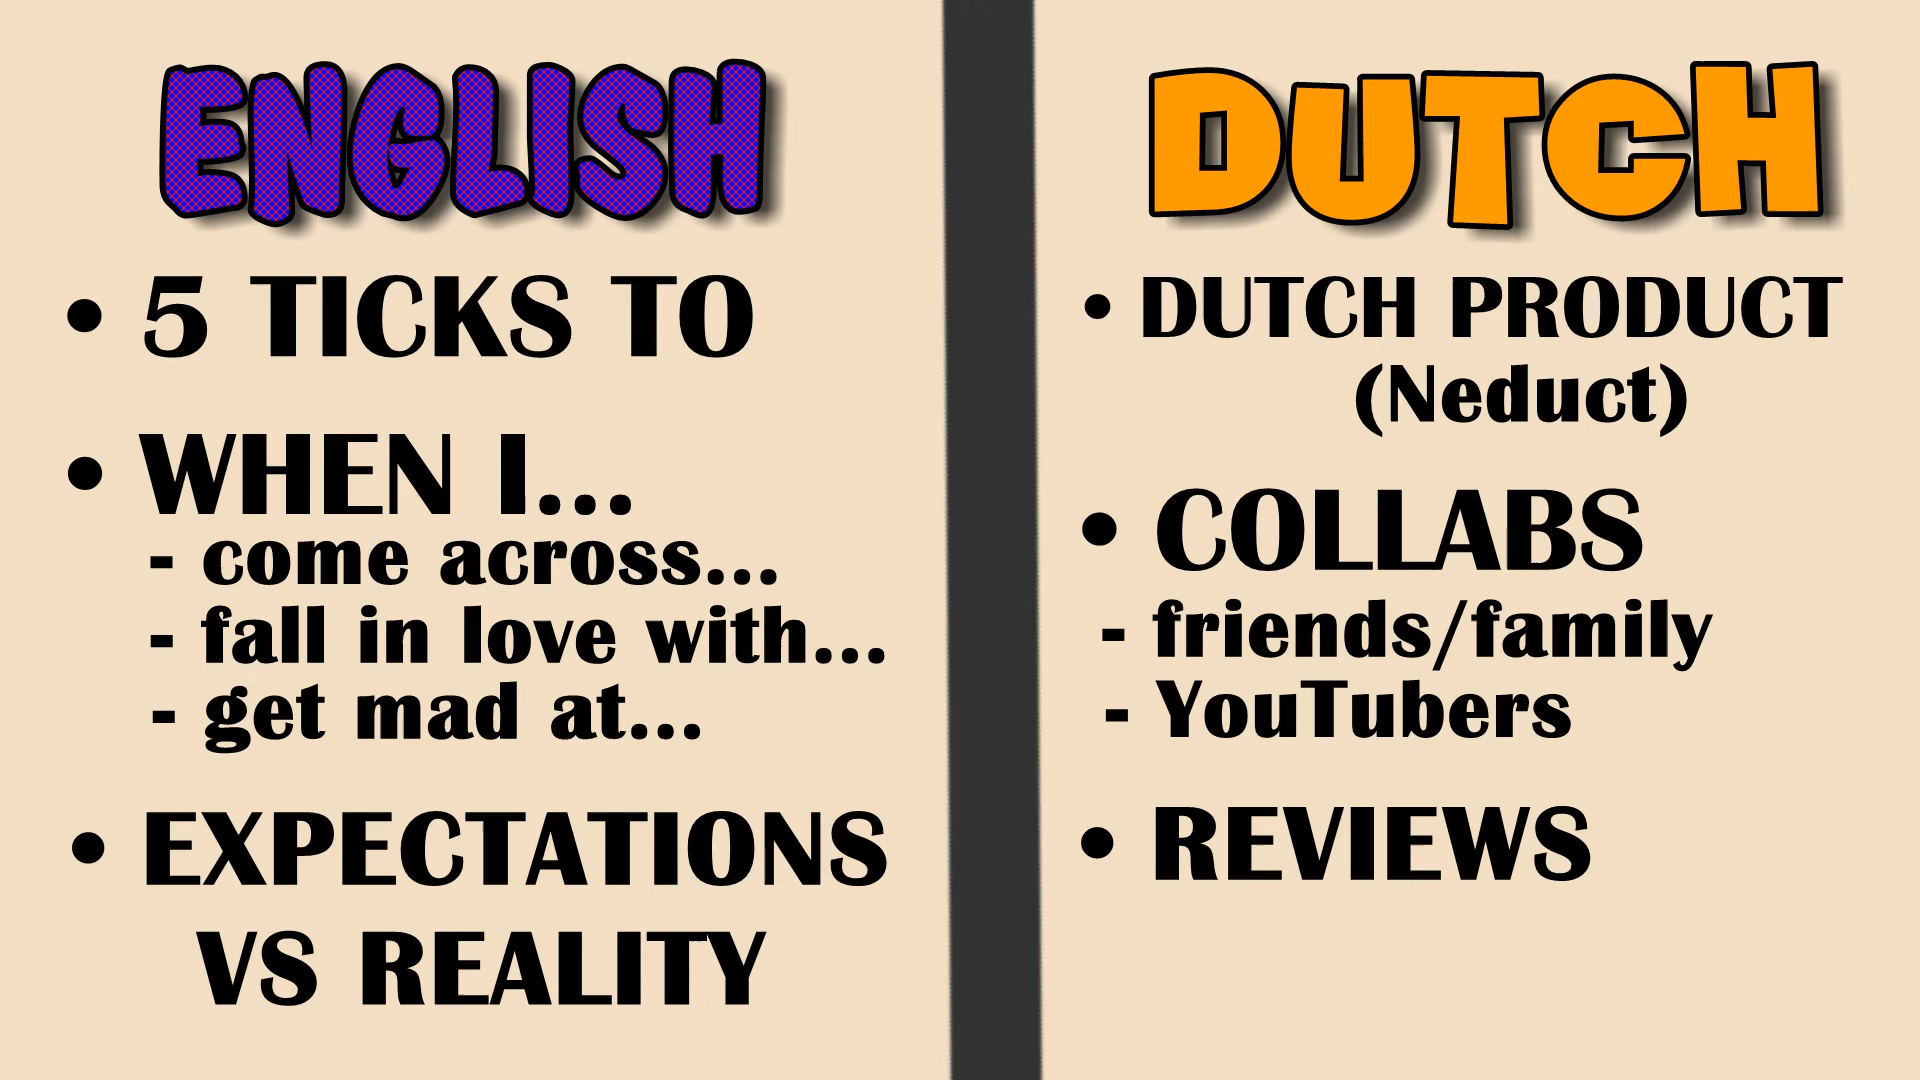 ENGLISH
• 5 TICKS TO
• WHEN I...
- come across...
- fall in love with...
- get mad at...
• EXPECTATIONS
VS REALITY
DUTCH
• DUTCH PRODUCT
(Neduct)
• COLLABS
- friends/family
- YouTubers
• REVIEWS